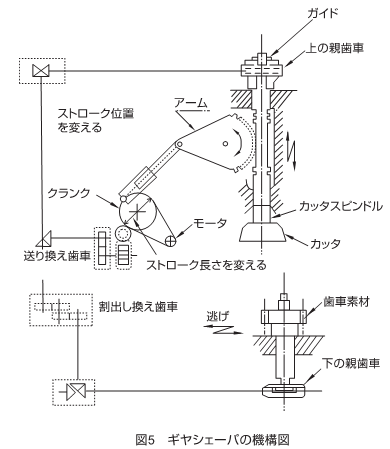 ガイド
上の親歯車
アーム
ストローク位置
を変える
クランク
カッタスピンドル
モータ
カッタ
送り換え歯車
ストローク長さを変える
割出し換え歯車
歯車素材
逃げ
下の親歯車
図5 ギヤシェーパの機構図